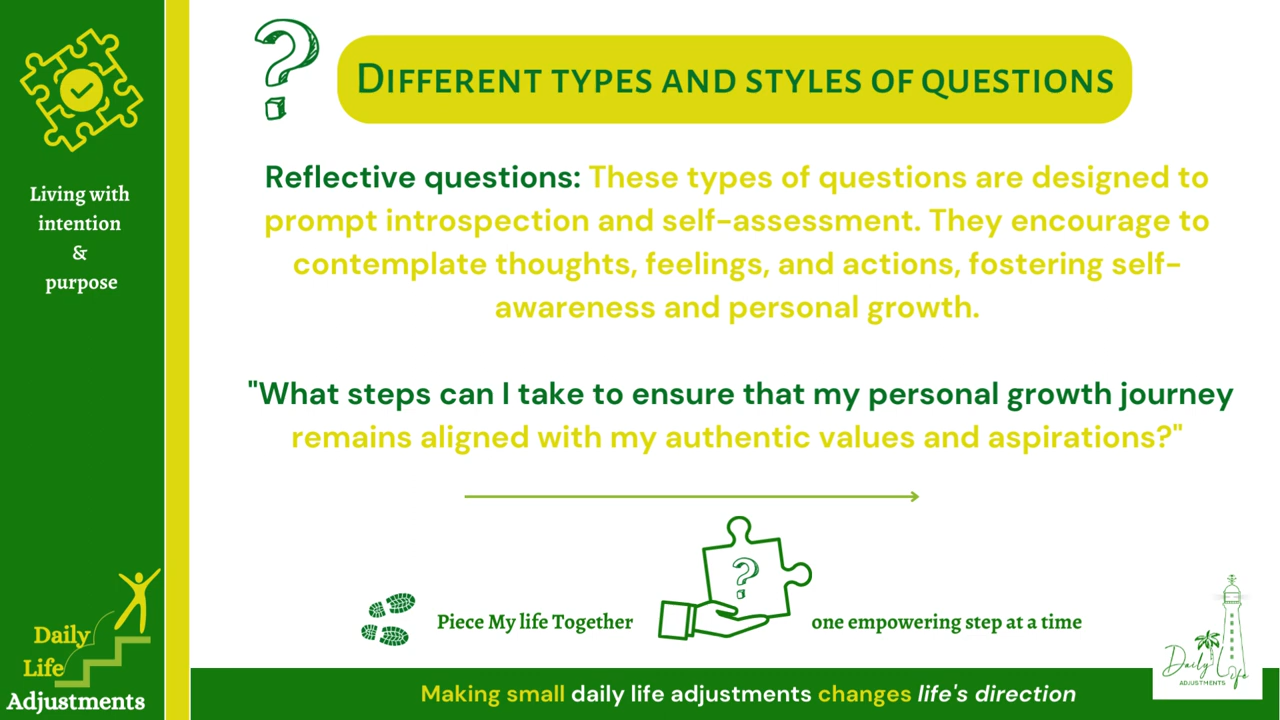 Living with
intention
&
purpose
Daily
Life
Adjustments
?
Different types and styles of questions
Reflective questions: These types of questions are designed to
prompt introspection and self-assessment. They encourage to
contemplate thoughts, feelings, and actions, fostering self-
awareness and personal growth.
"What steps can I take to ensure that my personal growth journey
remains aligned with my authentic values and aspirations?"
?
Piece My life Together
one empowering step at a time
Making small daily life adjustments changes life's direction
Daily Life
ADJUSTMENTS